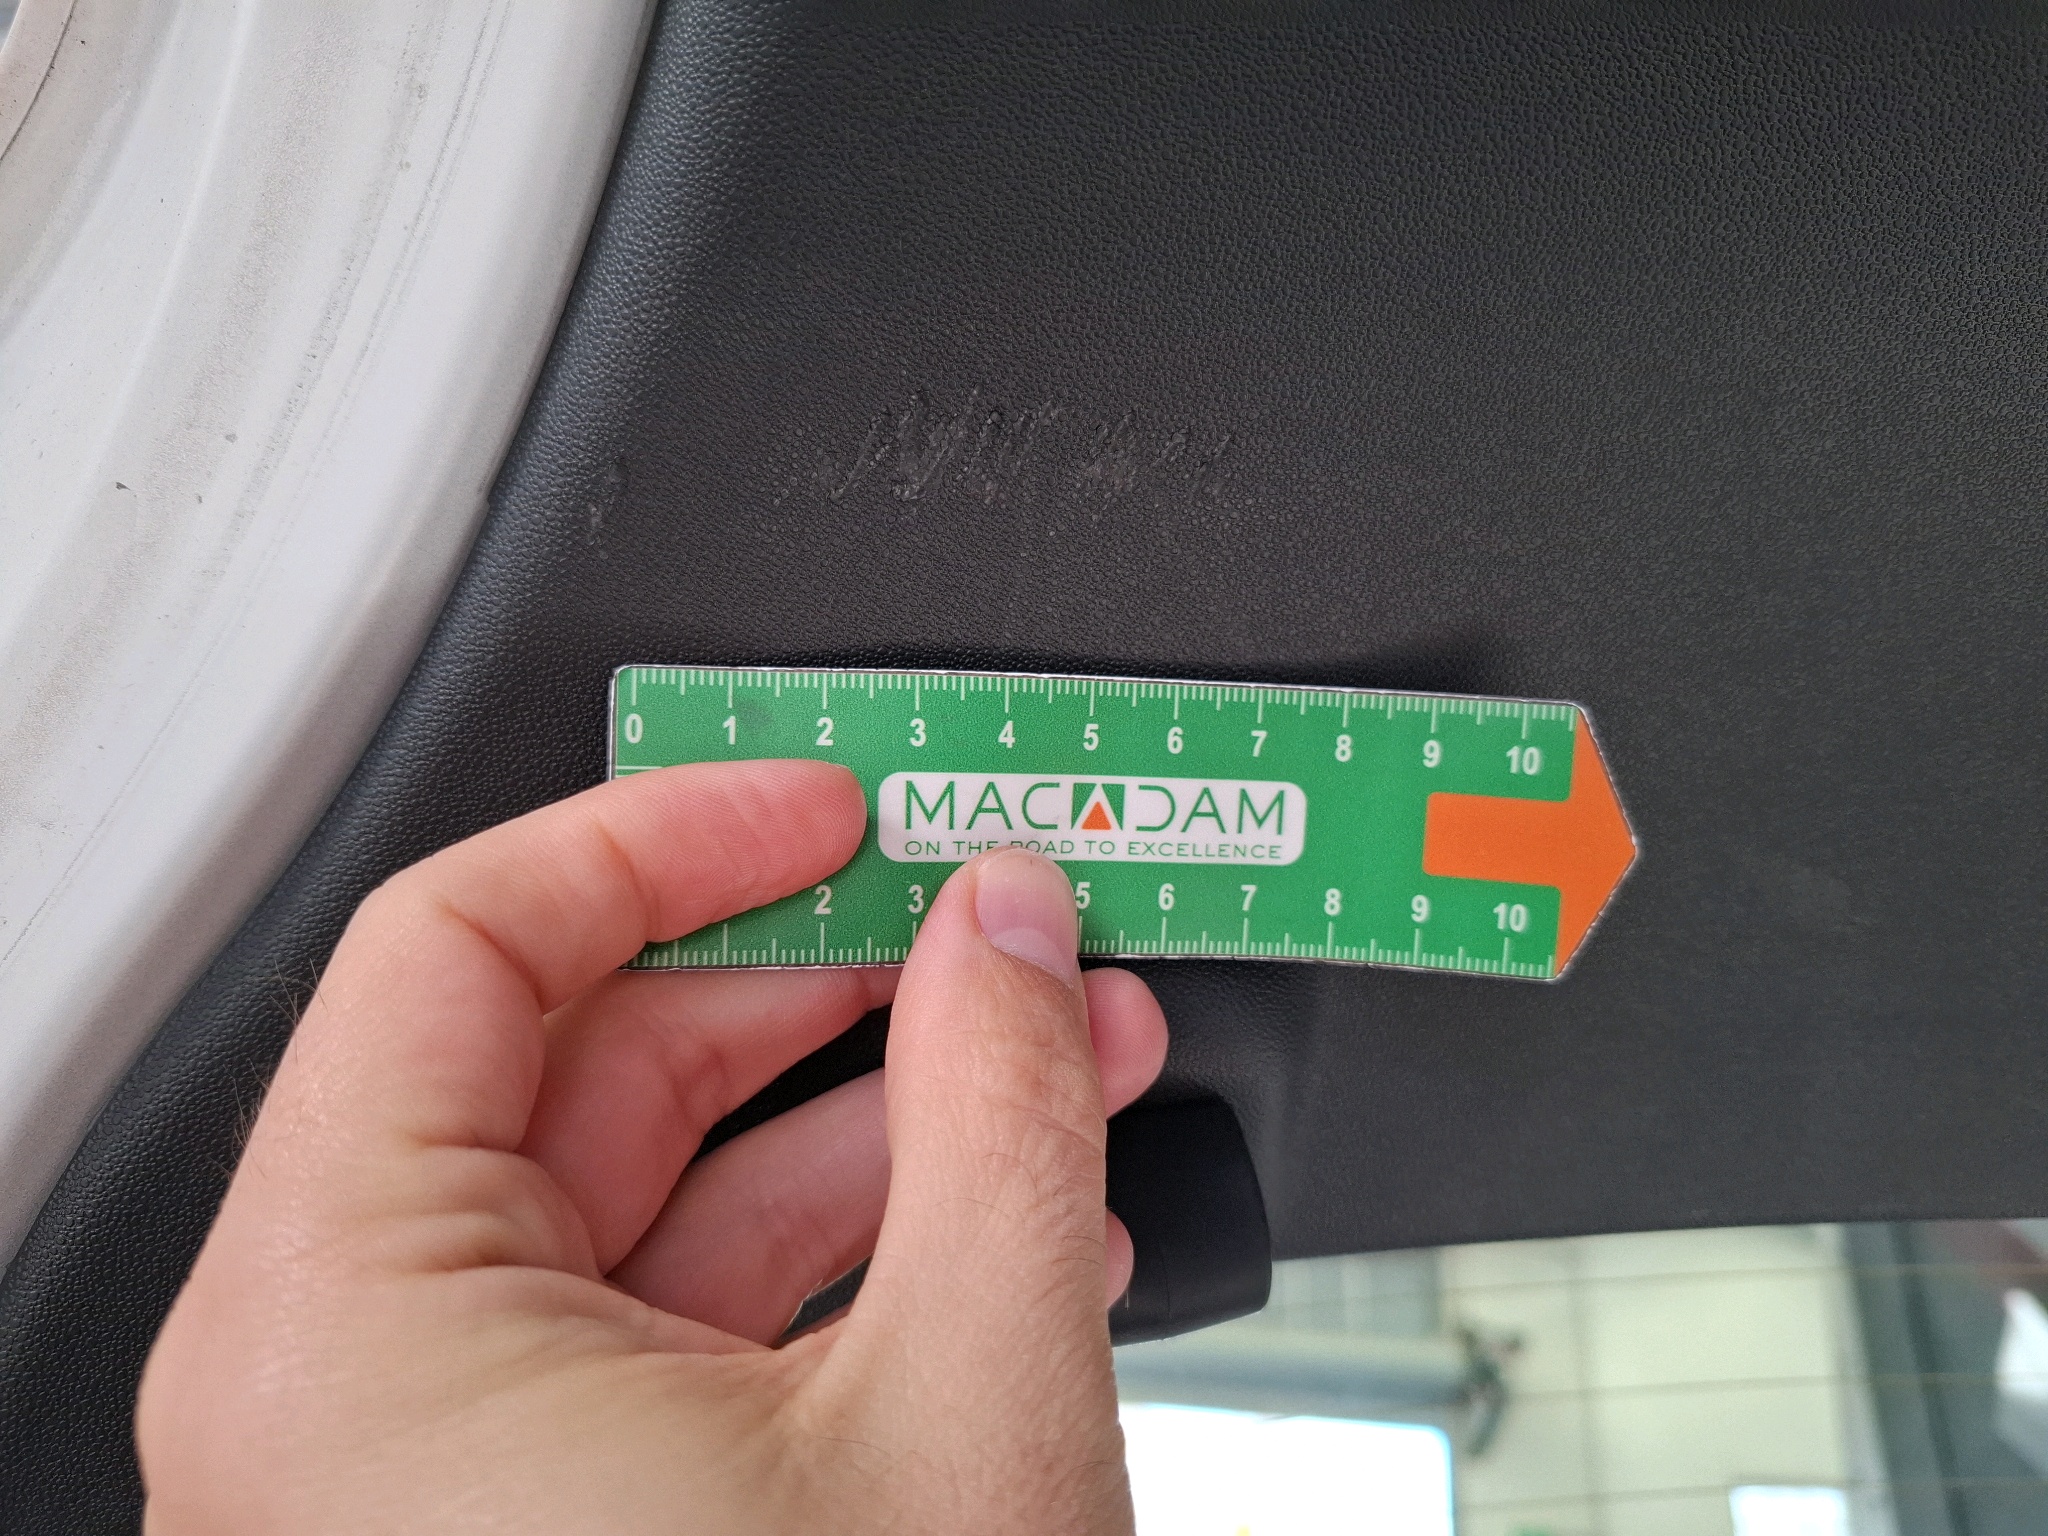 0 1 2 3 4 5 6 7 8 9 10
MACADAM
ON THE ROAD TO EXCELLENCE
2 3 5 6 7 8 9 10